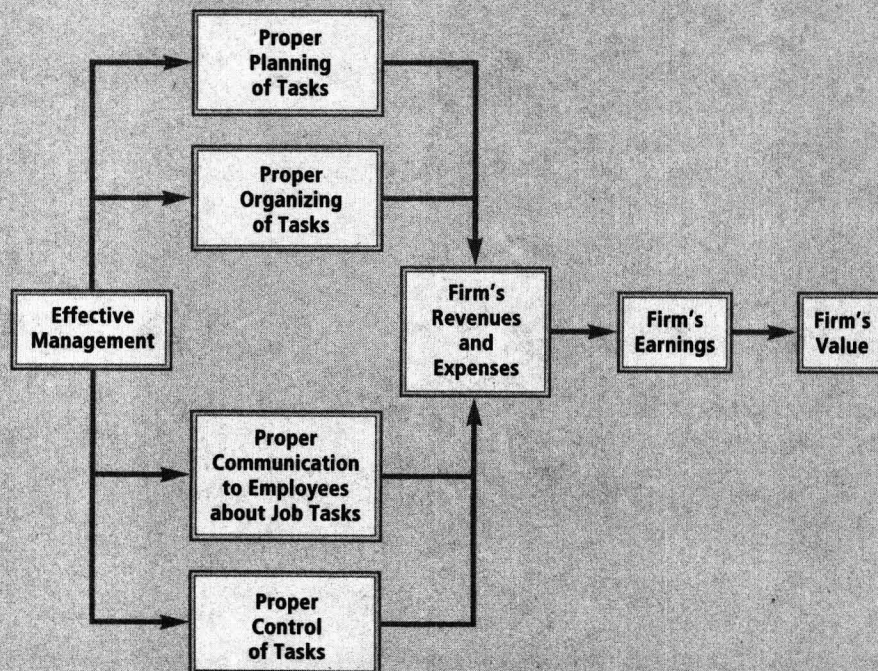 Proper
Planning
of Tasks
Proper
Organizing
of Tasks
Effective
Management
Firm's
Revenues
and
Expenses
Firm's
Earnings
Firm's
Value
Proper
Communication
to Employees
about Job Tasks
Proper
Control
of Tasks